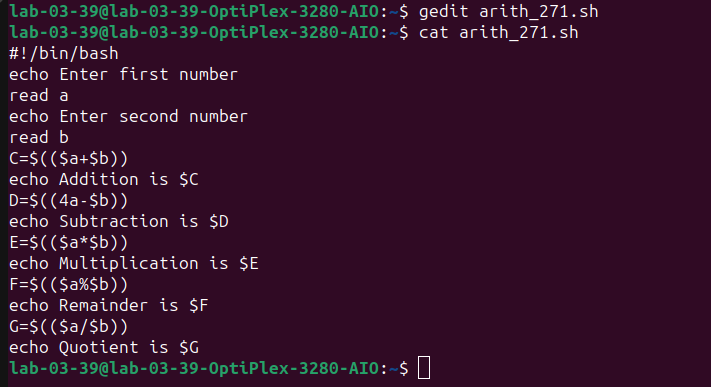 lab-03-39@lab-03-39-OptiPlex-3280-AIO:~$ gedit arith_271.sh
lab-03-39@lab-03-39-OptiPlex-3280-AIO:~$ cat arith_271.sh
#!/bin/bash
echo Enter first number
read a
echo Enter second number
read b
C=$(($a+$b))
echo Addition is $C
D=$((4a-$b))
echo Subtraction is $D
E=$(($a*$b))
echo Multiplication is $E
F=$(($a%$b))
echo Remainder is $F
G=$(($a/$b))
echo Quotient is $G
lab-03-39@lab-03-39-OptiPlex-3280-AIO:~$